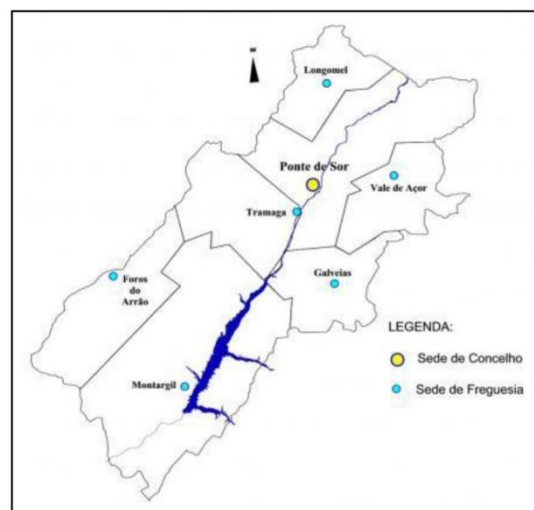 Longomel
Ponte de Sor
Vale de Açor
Tramaga
Galveias
Foros
do
Arrão
Montargil
LEGENDA:
Sede de Concelho
Sede de Freguesia